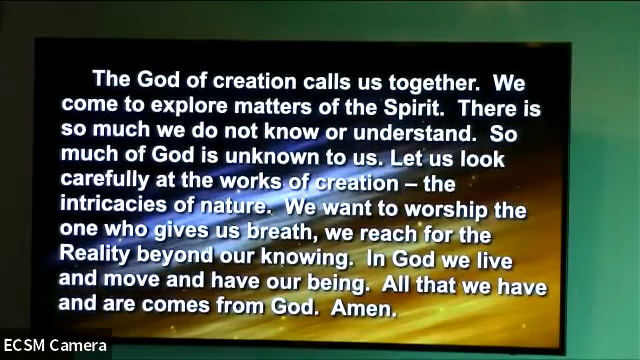 The God of creation calls us together. We
come to explore matters of the Spirit. There is
so much we do not know or understand. So
much of God is unknown to us. Let us look
carefully at the works of creation – the
intricacies of nature. We want to worship the
one who gives us breath, we reach for the
Reality beyond our knowing. In God we live
and move and have our being. All that we have
and are comes from God. Amen.
ECSM Camera